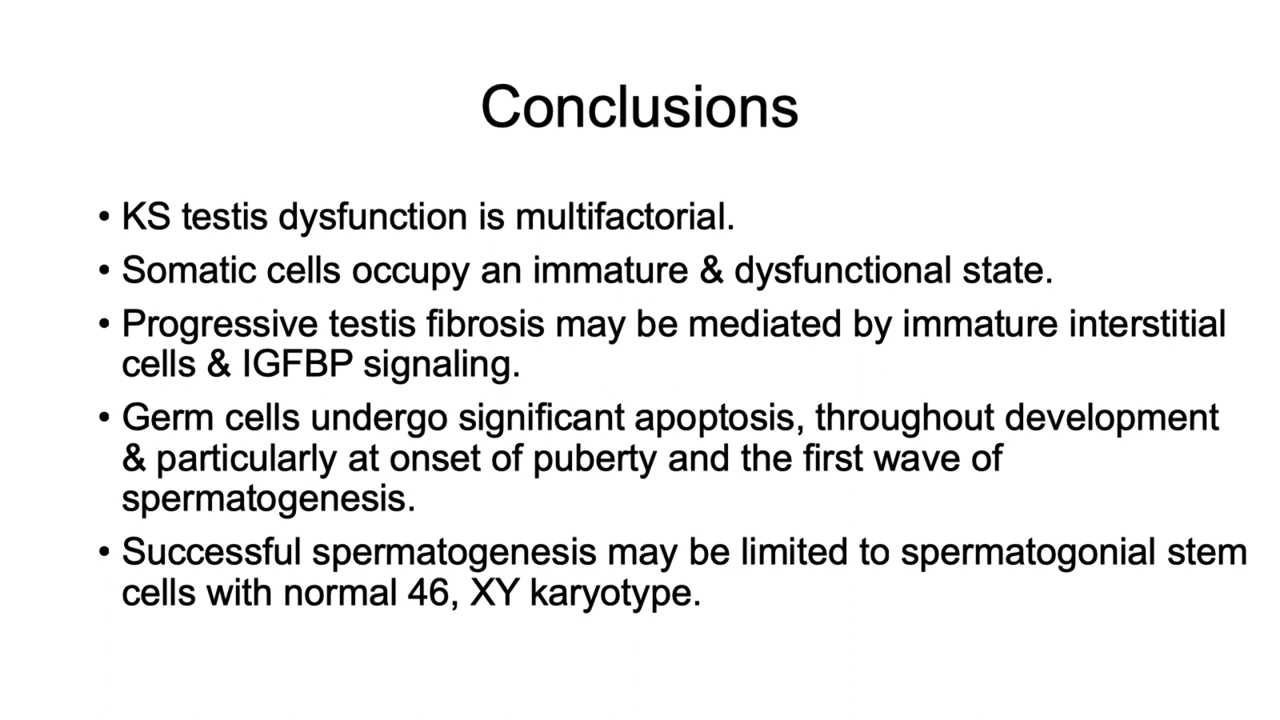 Conclusions
• KS testis dysfunction is multifactorial.
• Somatic cells occupy an immature & dysfunctional state.
• Progressive testis fibrosis may be mediated by immature interstitial
cells & IGFBP signaling.
• Germ cells undergo significant apoptosis, throughout development
& particularly at onset of puberty and the first wave of
spermatogenesis.
• Successful spermatogenesis may be limited to spermatogonial stem
cells with normal 46, XY karyotype.